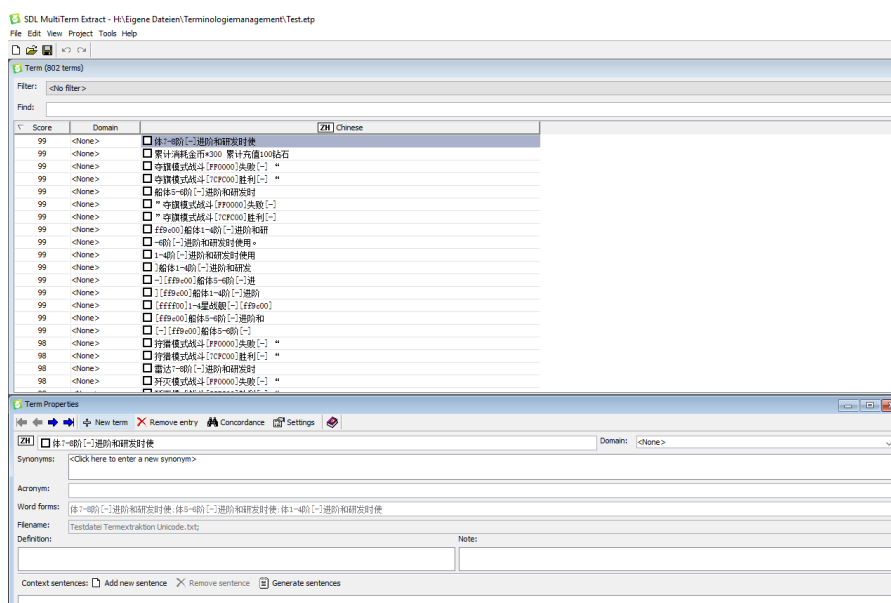 SDL MultiTerm Extract - H:\Eigene Dateien\Terminologiemanagement\Test.etp
File Edit View Project Tools Help
Term (802 terms)
Filter: <No filter>
Find:
Score Domain ZH Chinese
99 <None> 体7-8阶[-]进阶和研发时使
99 <None> 累计消耗金币*300 累计充值100钻石
99 <None> 夺旗模式战斗[FF0000]失败[-] “
99 <None> 夺旗模式战斗[7CFC00]胜利[-] “
99 <None> 船体5-6阶[-]进阶和研发时
99 <None> ” 夺旗模式战斗[FF0000]失败[-]
99 <None> ” 夺旗模式战斗[7CFC00]胜利[-]
99 <None> ff9c00]船体1-4阶[-]进阶和研
99 <None> -6阶[-]进阶和研发时使用。
99 <None> 1-4阶[-]进阶和研发时使用
99 <None> ]船体1-4阶[-]进阶和研发
99 <None> -][ff9c00]船体5-6阶[-]进
99 <None> ][ff9c00]船体1-4阶[-]进阶
99 <None> [ffff00]1-4星战舰[-][ff9c00]
99 <None> [ff9c00]船体5-6阶[-]进阶和
99 <None> [-][ff9c00]船体5-6阶[-]
98 <None> 狩猎模式战斗[FF0000]失败[-] “
98 <None> 狩猎模式战斗[7CFC00]胜利[-] “
98 <None> 雷达7-8阶[-]进阶和研发时
98 <None> 歼灭模式战斗[FF0000]失败[-] “
Term Properties
New term Remove entry Concordance Settings
ZH 体7-8阶[-]进阶和研发时使 Domain: <None>
Synonyms: <Click here to enter a new synonym>
Acronym:
Word forms: 体7-8阶[-]进阶和研发时使;体5-6阶[-]进阶和研发时使;体1-4阶[-]进阶和研发时使
Filename: Testdatei Termextraktion Unicode.txt;
Definition: Note:
Context sentences: Add new sentence Remove sentence Generate sentences